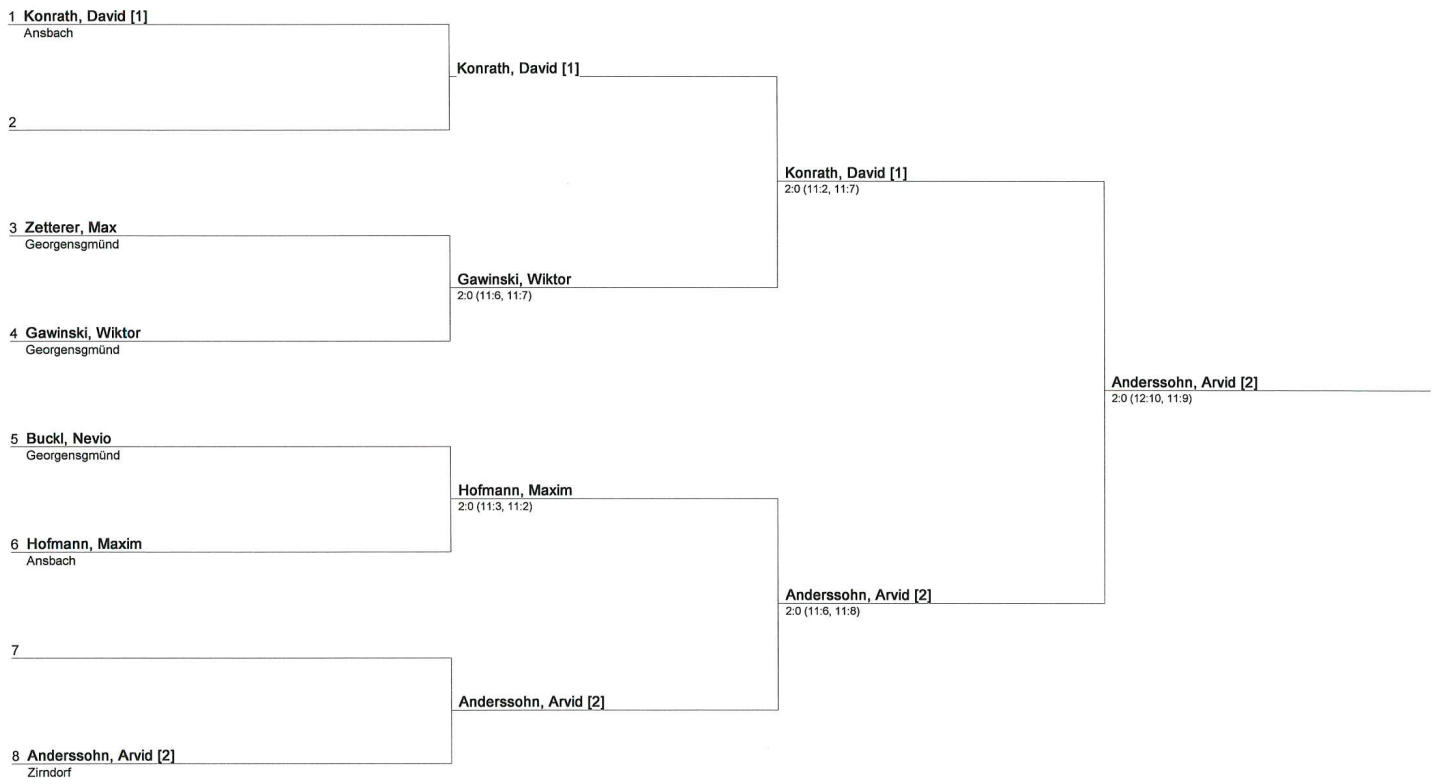 1 Konrath, David [1]
Ansbach
Konrath, David [1]
2
Konrath, David [1]
2:0 (11:2, 11:7)
3 Zetterer, Max
Georgensgmünd
Gawinski, Wiktor
2:0 (11:6, 11:7)
4 Gawinski, Wiktor
Georgensgmünd
Anderssohn, Arvid [2]
2:0 (12:10, 11:9)
5 Buckl, Nevio
Georgensgmünd
Hofmann, Maxim
2:0 (11:3, 11:2)
6 Hofmann, Maxim
Ansbach
Anderssohn, Arvid [2]
2:0 (11:6, 11:8)
7
Anderssohn, Arvid [2]
8 Anderssohn, Arvid [2]
Zirndorf